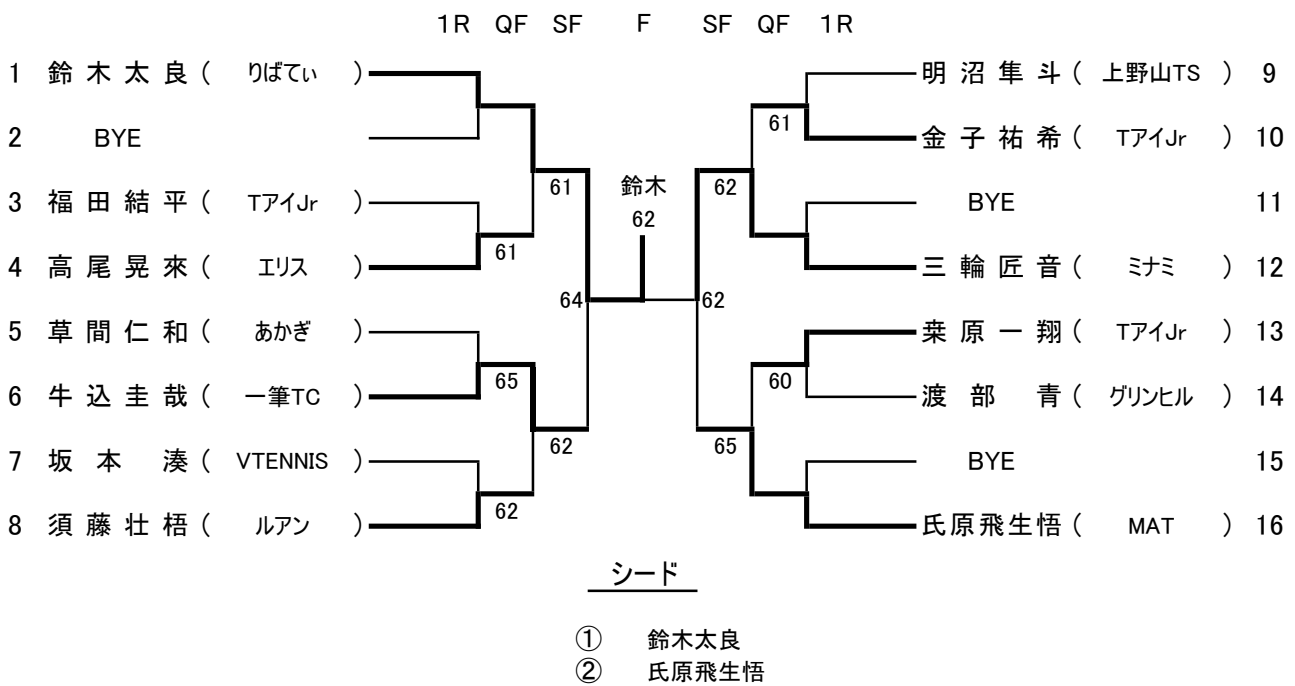 1R QF SF F SF QF 1R
1 鈴木太良( りばてぃ ) 明沼隼斗( 上野山TS ) 9
61
2 BYE 金子祐希( TアイJr ) 10
61 鈴木 62
3 福田結平( TアイJr ) 62 BYE 11
61
4 高尾晃來( エリス ) 三輪匠音( ミナミ ) 12
64 62
5 草間仁和( あかぎ ) 桒原一翔( TアイJr ) 13
65 60
6 牛込圭哉( 一筆TC ) 渡部 青( グリンヒル ) 14
62 65
7 坂本 湊( VTENNIS ) BYE 15
62
8 須藤壮梧( ルアン ) 氏原飛生悟( MAT ) 16
シード
① 鈴木太良
② 氏原飛生悟